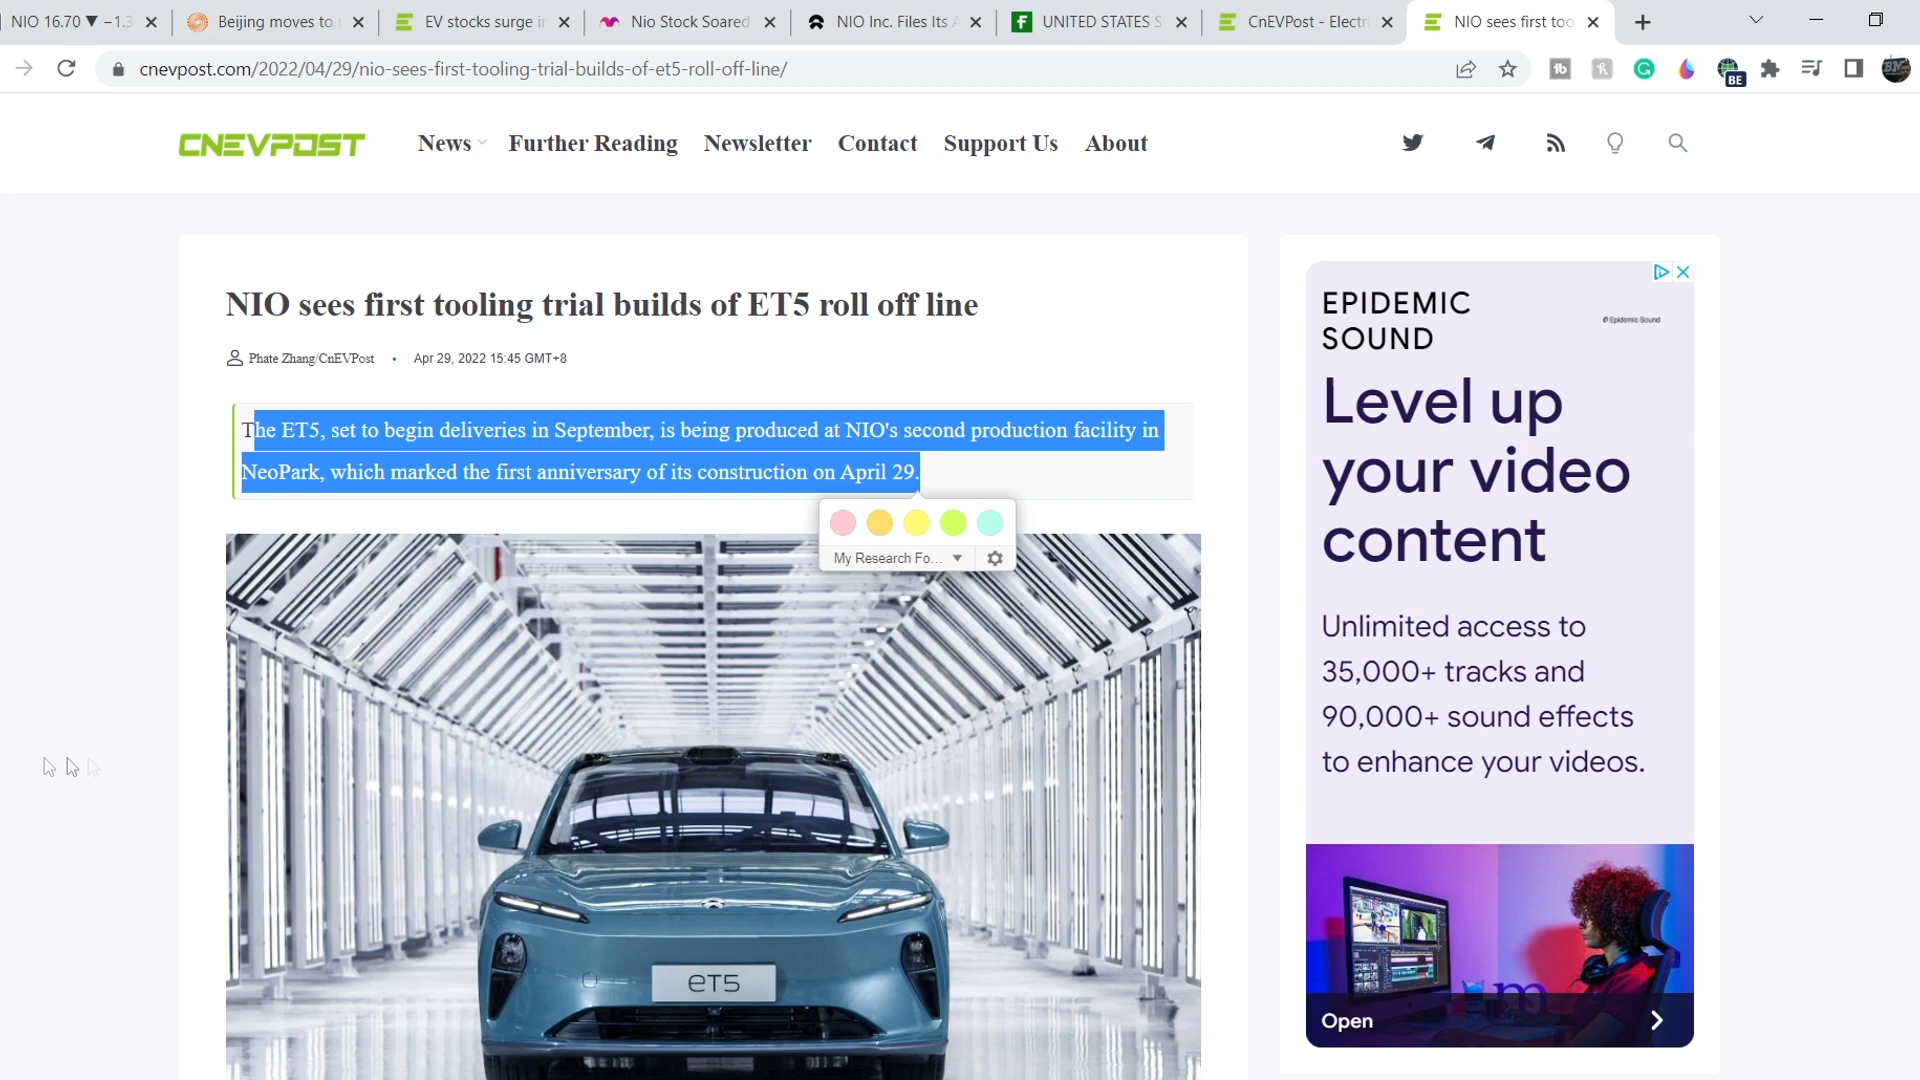 NIO 16.70 ▼ −1.3
Beijing moves to
EV stocks surge i
Nio Stock Soared
NIO Inc. Files Its A
UNITED STATES S
CnEVPost - Electri
NIO sees first too
cnevpost.com/2022/04/29/nio-sees-first-tooling-trial-builds-of-et5-roll-off-line/
BE
CNEVPOST
News
Further Reading
Newsletter
Contact
Support Us
About
NIO sees first tooling trial builds of ET5 roll off line
Phate Zhang/CnEVPost • Apr 29, 2022 15:45 GMT+8
The ET5, set to begin deliveries in September, is being produced at NIO's second production facility in
NeoPark, which marked the first anniversary of its construction on April 29.
My Research Fo...
eT5
EPIDEMIC
SOUND
Epidemic Sound
Level up
your video
content
Unlimited access to
35,000+ tracks and
90,000+ sound effects
to enhance your videos.
Open